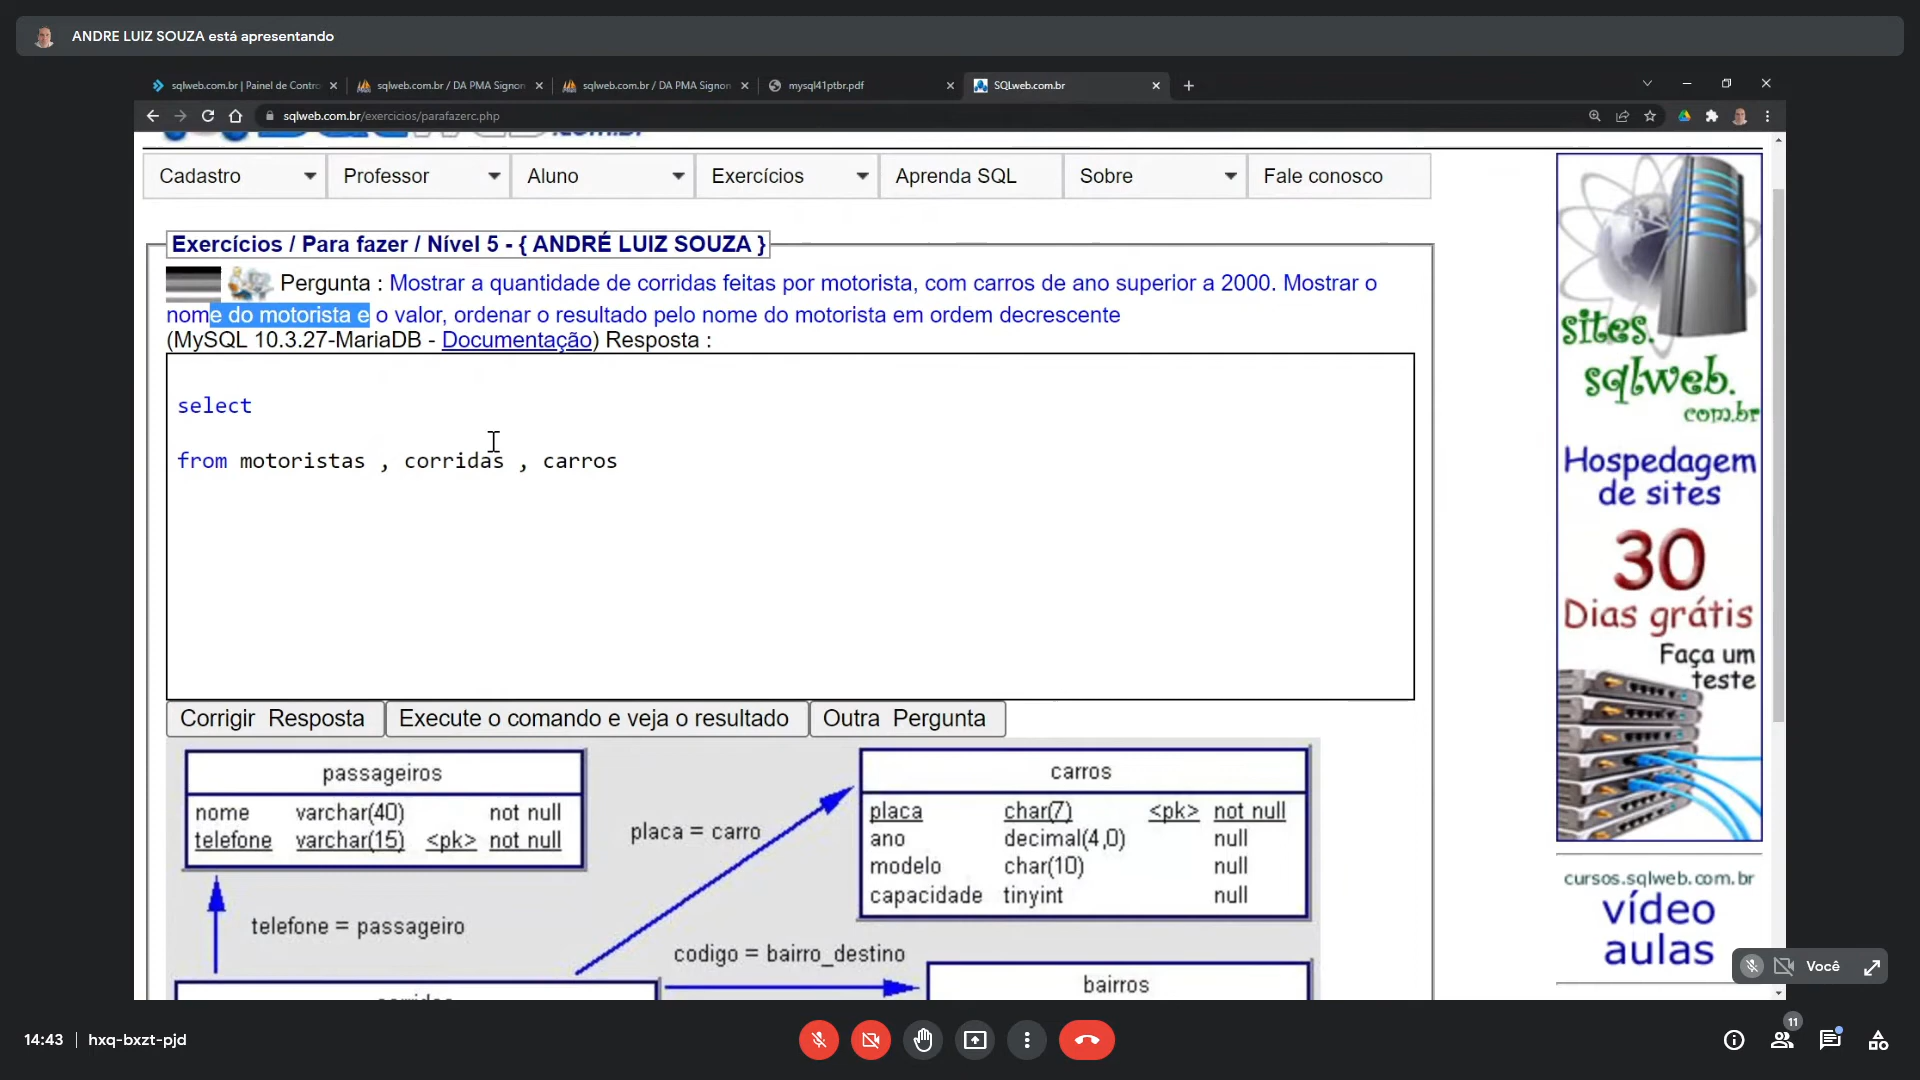 ANDRE LUIZ SOUZA está apresentando
sqlweb.com.br | Painel de Contro
sqlweb.com.br / DA PMA Signon
sqlweb.com.br / DA PMA Signon
mysql41ptbr.pdf
SQLweb.com.br
sqlweb.com.br/exercicios/parafazerc.php
Cadastro
Professor
Aluno
Exercícios
Aprenda SQL
Sobre
Fale conosco
Exercícios / Para fazer / Nível 5 - { ANDRÉ LUIZ SOUZA }
Pergunta : Mostrar a quantidade de corridas feitas por motorista, com carros de ano superior a 2000. Mostrar o
nome do motorista e o valor, ordenar o resultado pelo nome do motorista em ordem decrescente
(MySQL 10.3.27-MariaDB - Documentação) Resposta :
select
from motoristas , corridas , carros
Corrigir Resposta
Execute o comando e veja o resultado
Outra Pergunta
passageiros
nome varchar(40) not null
telefone varchar(15) <pk> not null
placa = carro
carros
placa char(7) <pk> not null
ano decimal(4,0) null
modelo char(10) null
capacidade tinyint null
telefone = passageiro
codigo = bairro_destino
bairros
sites.
sqlweb.
com.br
Hospedagem
de sites
30
Dias grátis
Faça um
teste
cursos.sqlweb.com.br
vídeo
aulas
Você
14:43 | hxq-bxzt-pjd
11